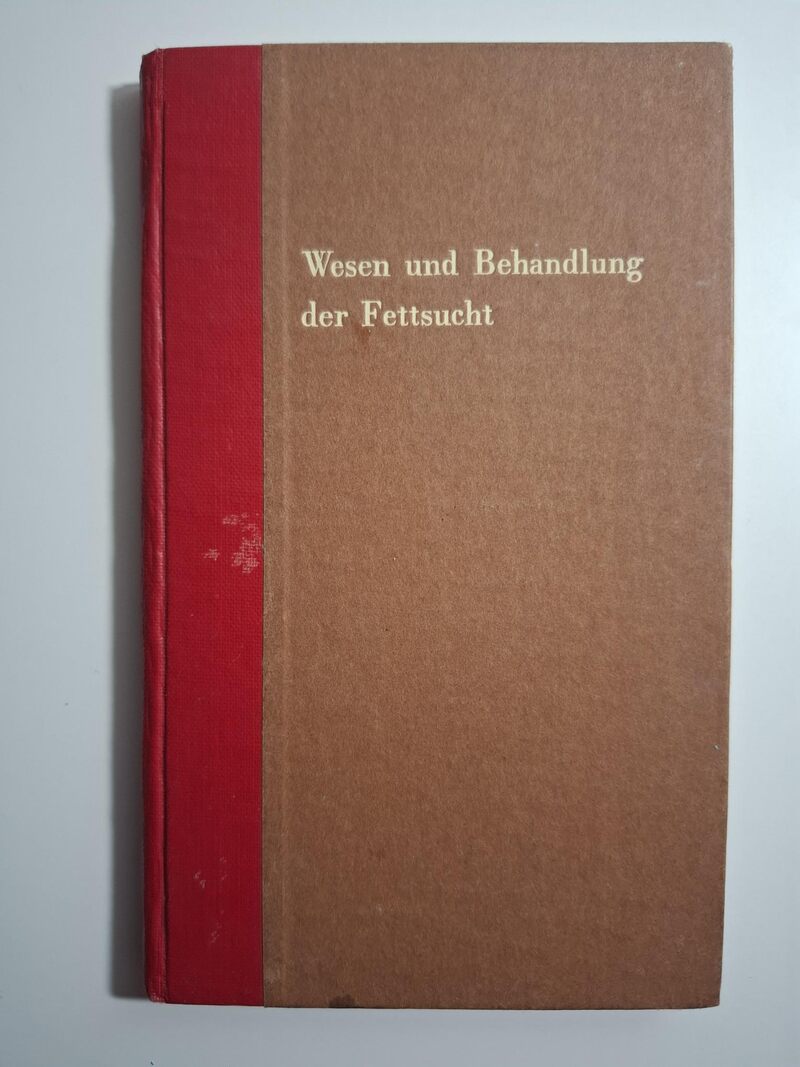 Wesen und Behandlung
der Fettsucht